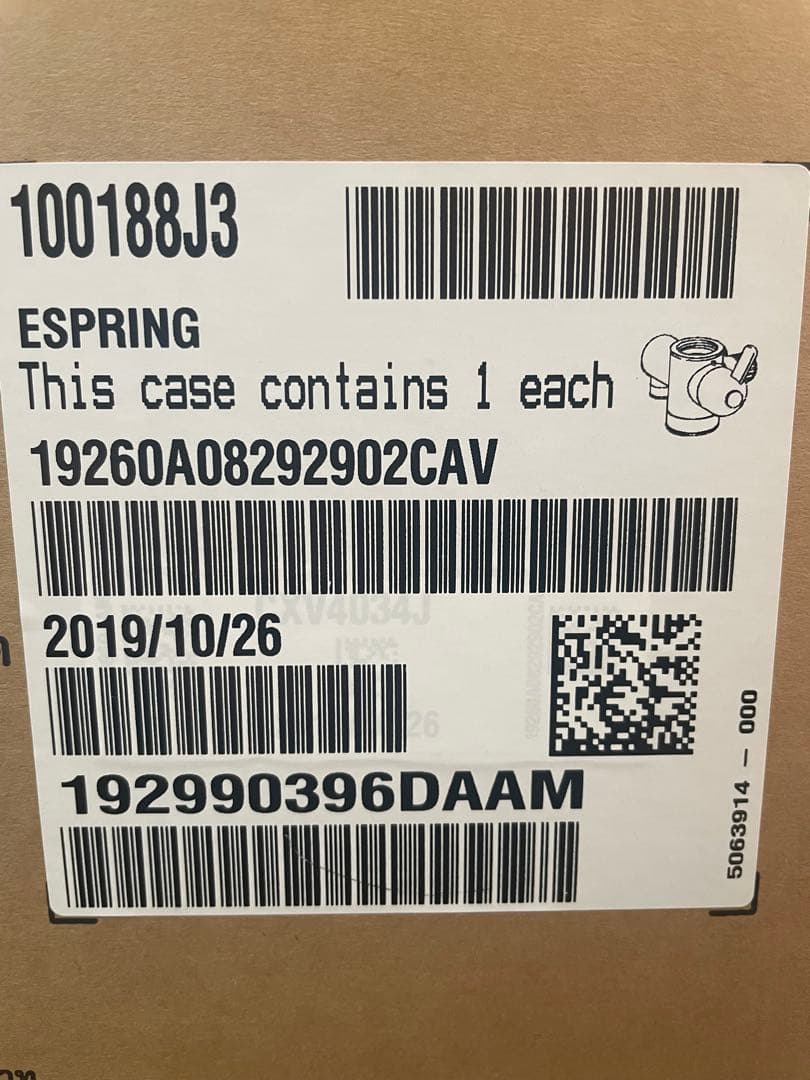 100188J3
ESPRING
This case contains 1 each
19260A08292902CAV
2019/10/26
192990396DAAM
5063914 - 000